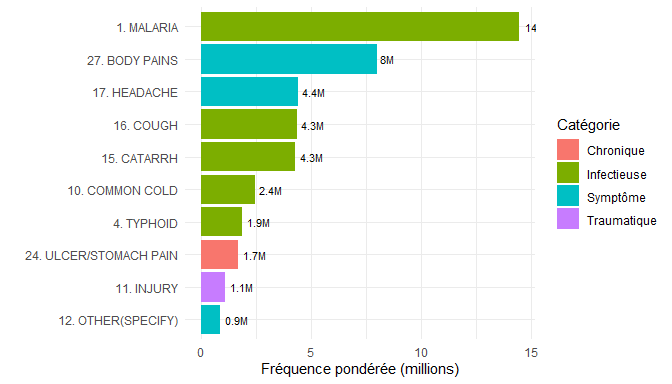 1. MALARIA 14
27. BODY PAINS 8M
17. HEADACHE 4.4M
16. COUGH 4.3M
15. CATARRH 4.3M
10. COMMON COLD 2.4M
4. TYPHOID 1.9M
24. ULCER/STOMACH PAIN 1.7M
11. INJURY 1.1M
12. OTHER(SPECIFY) 0.9M
0 5 10 15
Fréquence pondérée (millions)
Catégorie
Chronique
Infectieuse
Symptôme
Traumatique